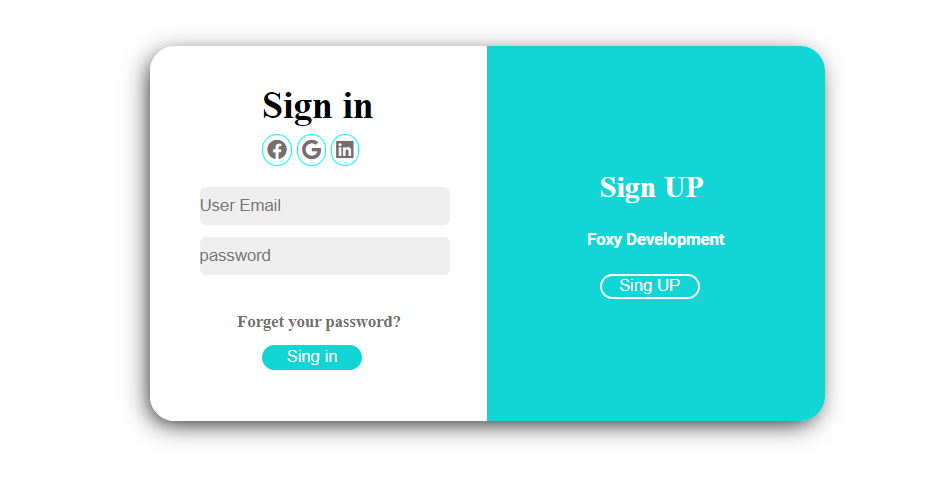 Sign in
User Email
password
Forget your password?
Sing in
Sign UP
Foxy Development
Sing UP